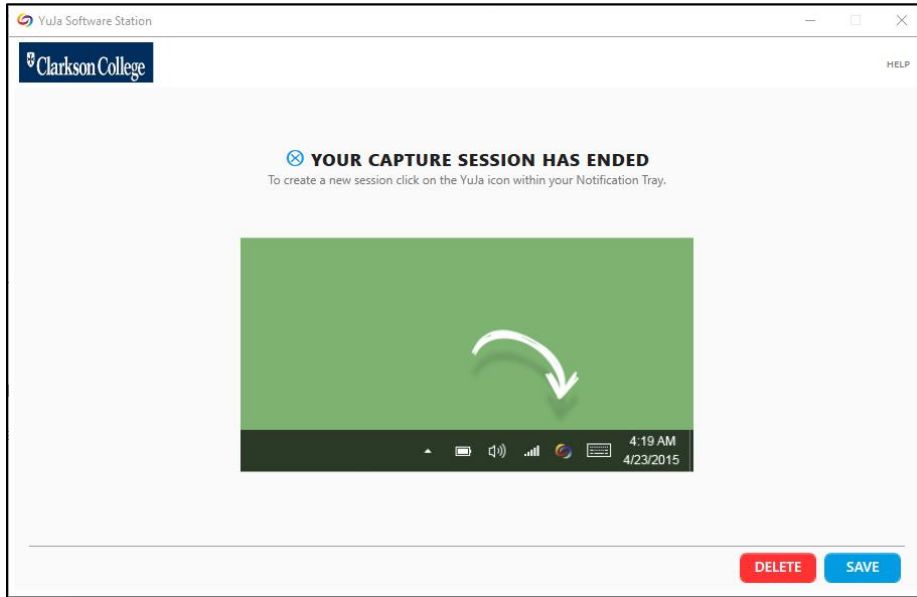 YuJa Software Station
Clarkson College
HELP
YOUR CAPTURE SESSION HAS ENDED
To create a new session click on the YuJa icon within your Notification Tray.
4:19 AM
4/23/2015
DELETE
SAVE